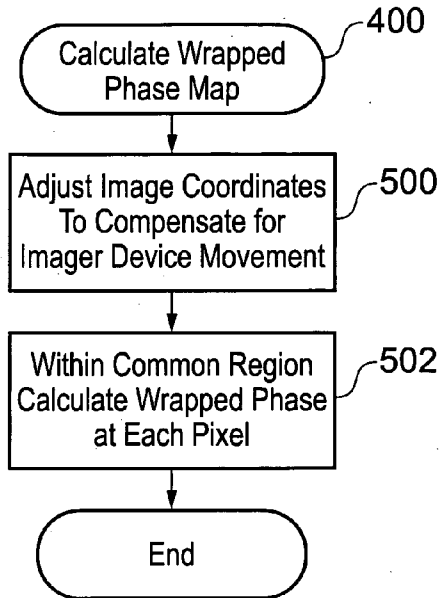 Calculate Wrapped
Phase Map
400
Adjust Image Coordinates
To Compensate for
Imager Device Movement
500
Within Common Region
Calculate Wrapped Phase
at Each Pixel
502
End